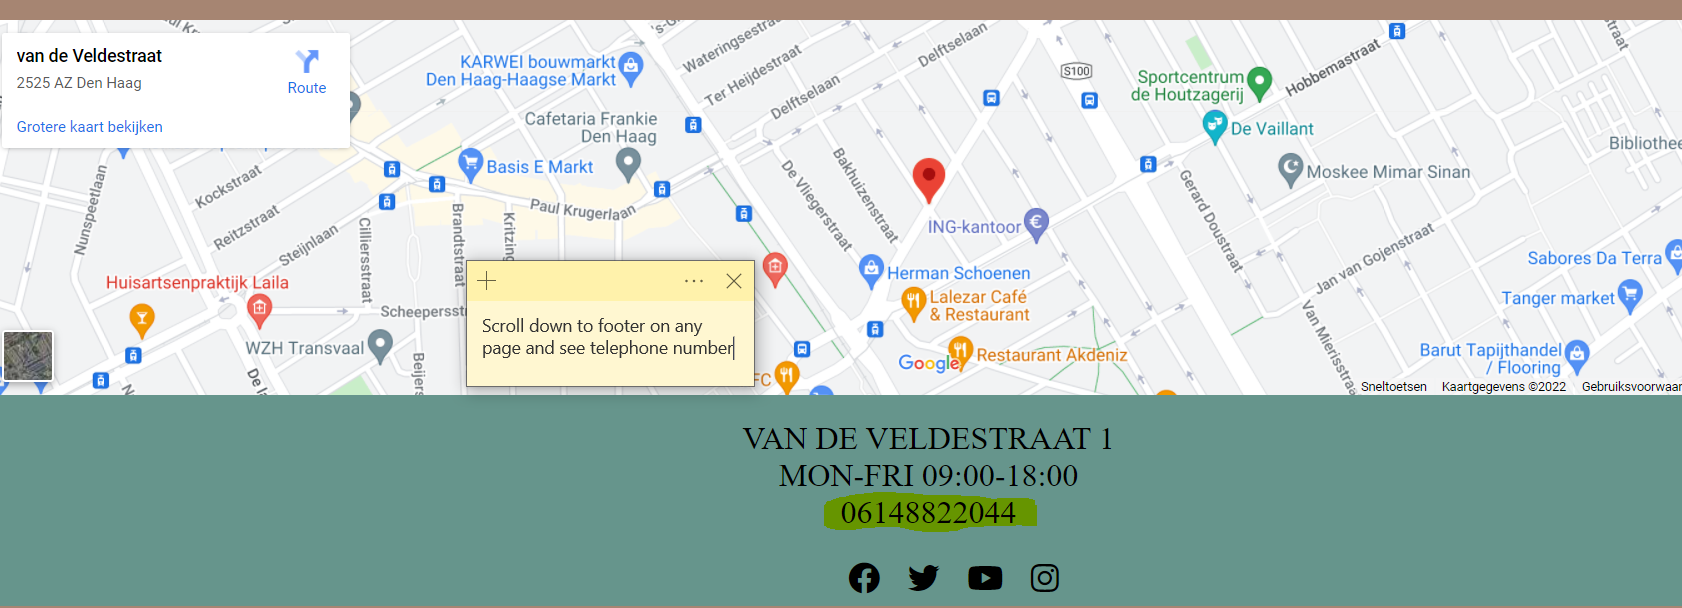 van de Veldestraat
2525 AZ Den Haag
Route
Grotere kaart bekijken
KARWEI bouwmarkt
Den Haag-Haagse Markt
Wateringsestra
Ter Heijdestraat
Delftselaan
Delftselaan
S100
Sportcentrum
de Houtzagerij
Hobbemastraat
De Vaillant
Bibliothee
Moskee Mimar Sinan
Cafetaria Frankie
Den Haag
Basis E Markt
Kockstraat
Nunspeetlaan
Reitzstraat
Steijnlaan
Cilliersstraat
Brandtstraat
Kritzing
Paul Krugerlaan
De Vliegerstraat
Bakhuizenstraat
ING-kantoor
Gerard Doustraat
Jan van Gojenstraat
Sabores Da Terra
Tanger market
Van Mierisstraa
Barut Tapijthandel
/ Flooring
Huisartsenpraktijk Laila
Herman Schoenen
Lalezar Café
& Restaurant
Restaurant Akdeniz
Google
Scheepersstr
WZH Transvaal
Beijers
De la
FC
Scroll down to footer on any
page and see telephone number
Sneltoetsen
Kaartgegevens ©2022
Gebruiksvoorwaar
VAN DE VELDESTRAAT 1
MON-FRI 09:00-18:00
06148822044